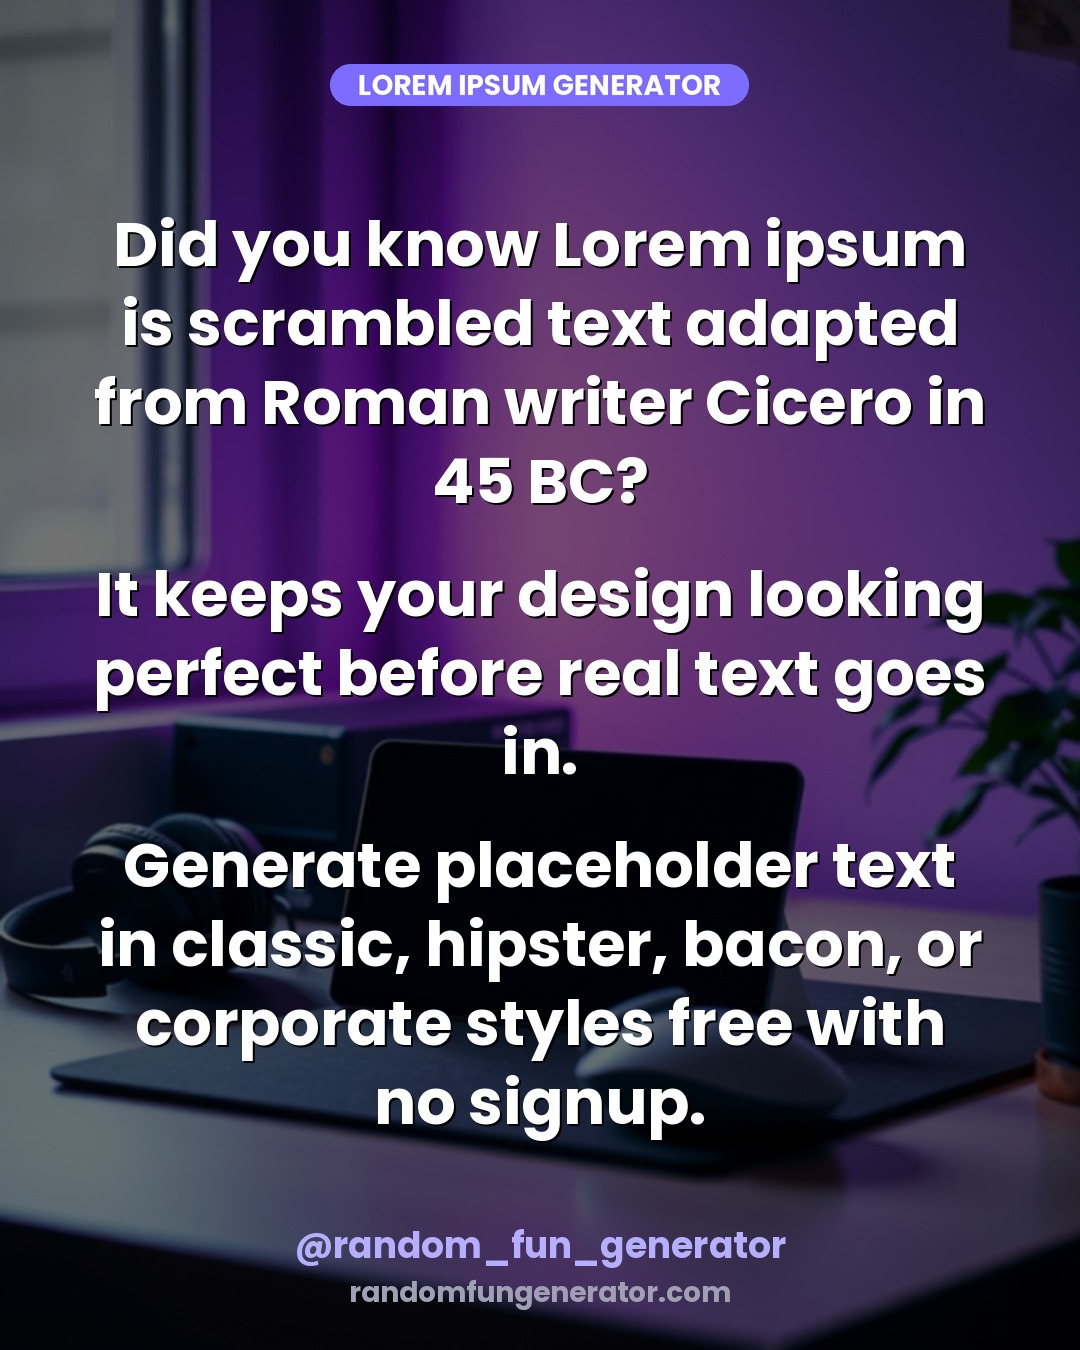 LOREM IPSUM GENERATOR
Did you know Lorem ipsum
is scrambled text adapted
from Roman writer Cicero in
45 BC?
It keeps your design looking
perfect before real text goes
in.
Generate placeholder text
in classic, hipster, bacon, or
corporate styles free with
no signup.
@random_fun_generator
randomfungenerator.com